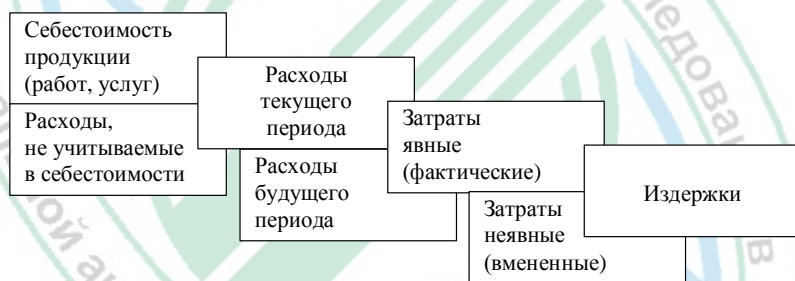 Себестоимость
продукции
(работ, услуг)
Расходы,
не учитываемые
в себестоимости
Расходы
текущего
периода
Расходы
будущего
периода
Затраты
явные
(фактические)
Затраты
неявные
(вмененные)
Издержки